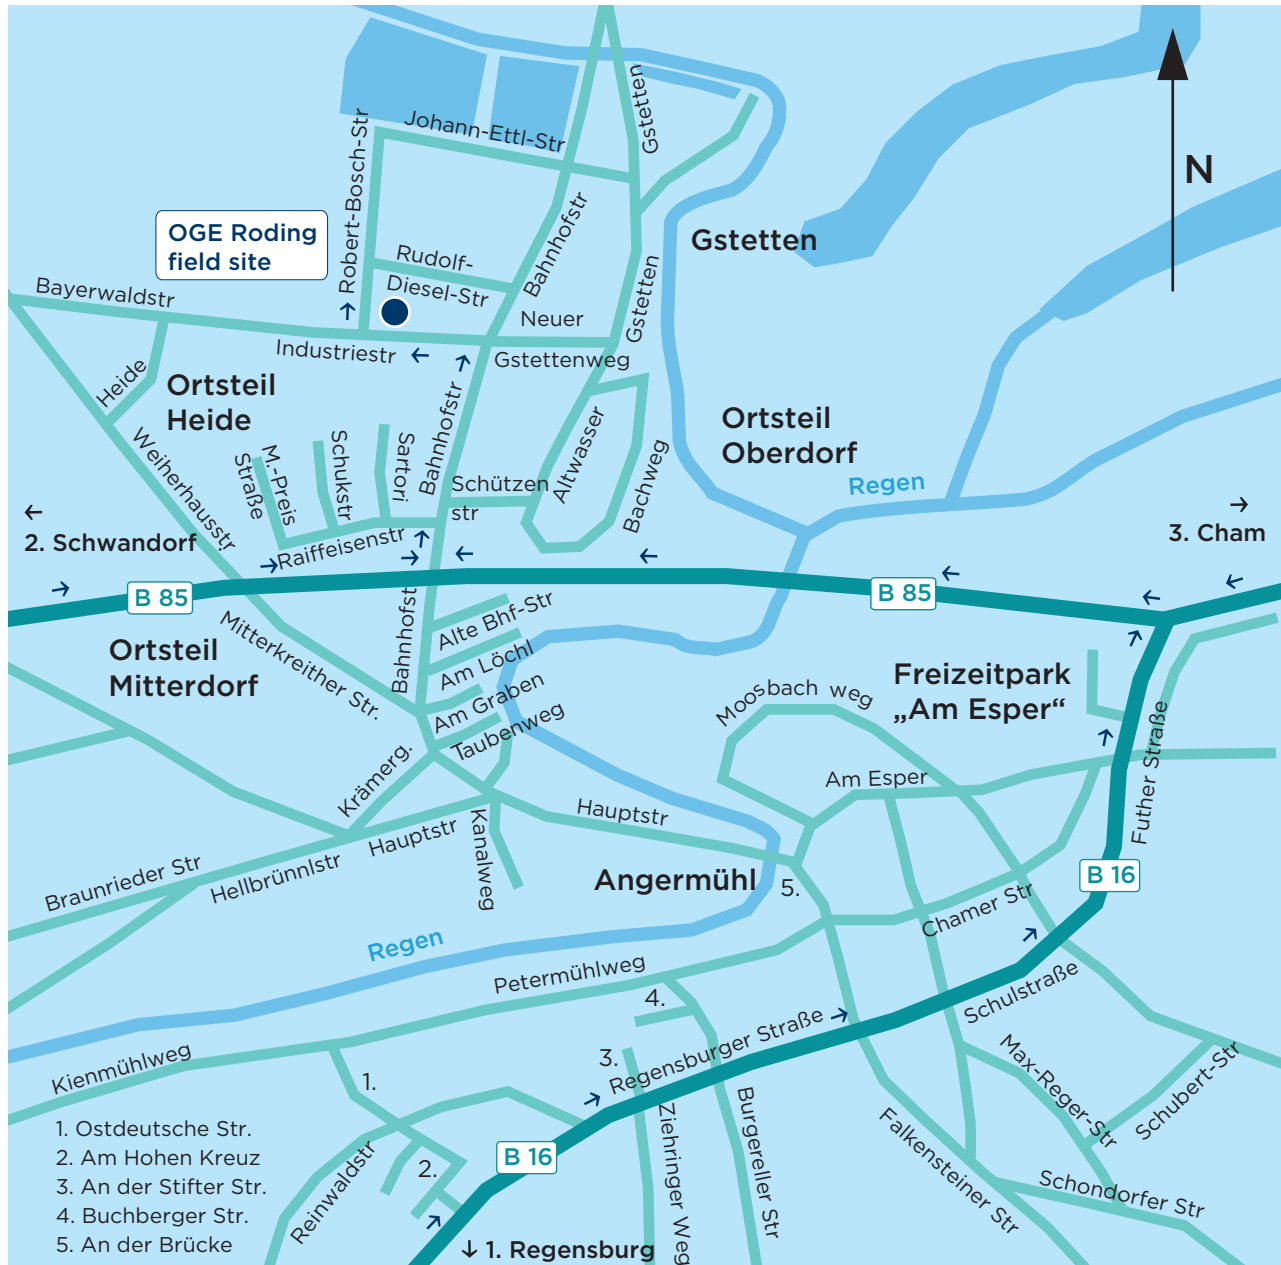 Johann-Ettl-Str
Gstetten
N
Robert-Bosch-Str
OGE Roding
field site
Rudolf-
Diesel-Str
Bahnhofstr
Gstetten
Gstetten
Bayerwaldstr
Industriestr
Neuer
Gstettenweg
Heide
Ortsteil
Heide
Weiherhausstr.
M.-Preis
Straße
Schukstr
Sartori
Bahnhofstr
Schützen
str
Altwasser
Bachweg
Ortsteil
Oberdorf
Regen
← 
2. Schwandorf
→
3. Cham
Raiffeisenstr
B 85
B 85
Ortsteil
Mitterdorf
Mitterkreither Str.
Bahnhofst
Alte Bhf-Str
Am Löchl
Am Graben
Taubenweg
Moosbach weg
Freizeitpark
„Am Esper“
Krämerg.
Am Esper
Futher Straße
Hauptstr
Hauptstr
Kanalweg
Braunrieder Str
Hellbrünnlstr
Angermühl
5.
B 16
Chamer Str
Regen
Petermühlweg
4.
Schulstraße
Kienmühlweg
1.
3.
Regensburger Straße
Max-Reger-Str
Schubert-Str
Ziehringer Weg
Burgereller Str
Falkensteiner Str
Schondorfer Str
Reinwaldstr
2.
B 16
1. Ostdeutsche Str.
2. Am Hohen Kreuz
3. An der Stifter Str.
4. Buchberger Str.
5. An der Brücke
↓ 1. Regensburg